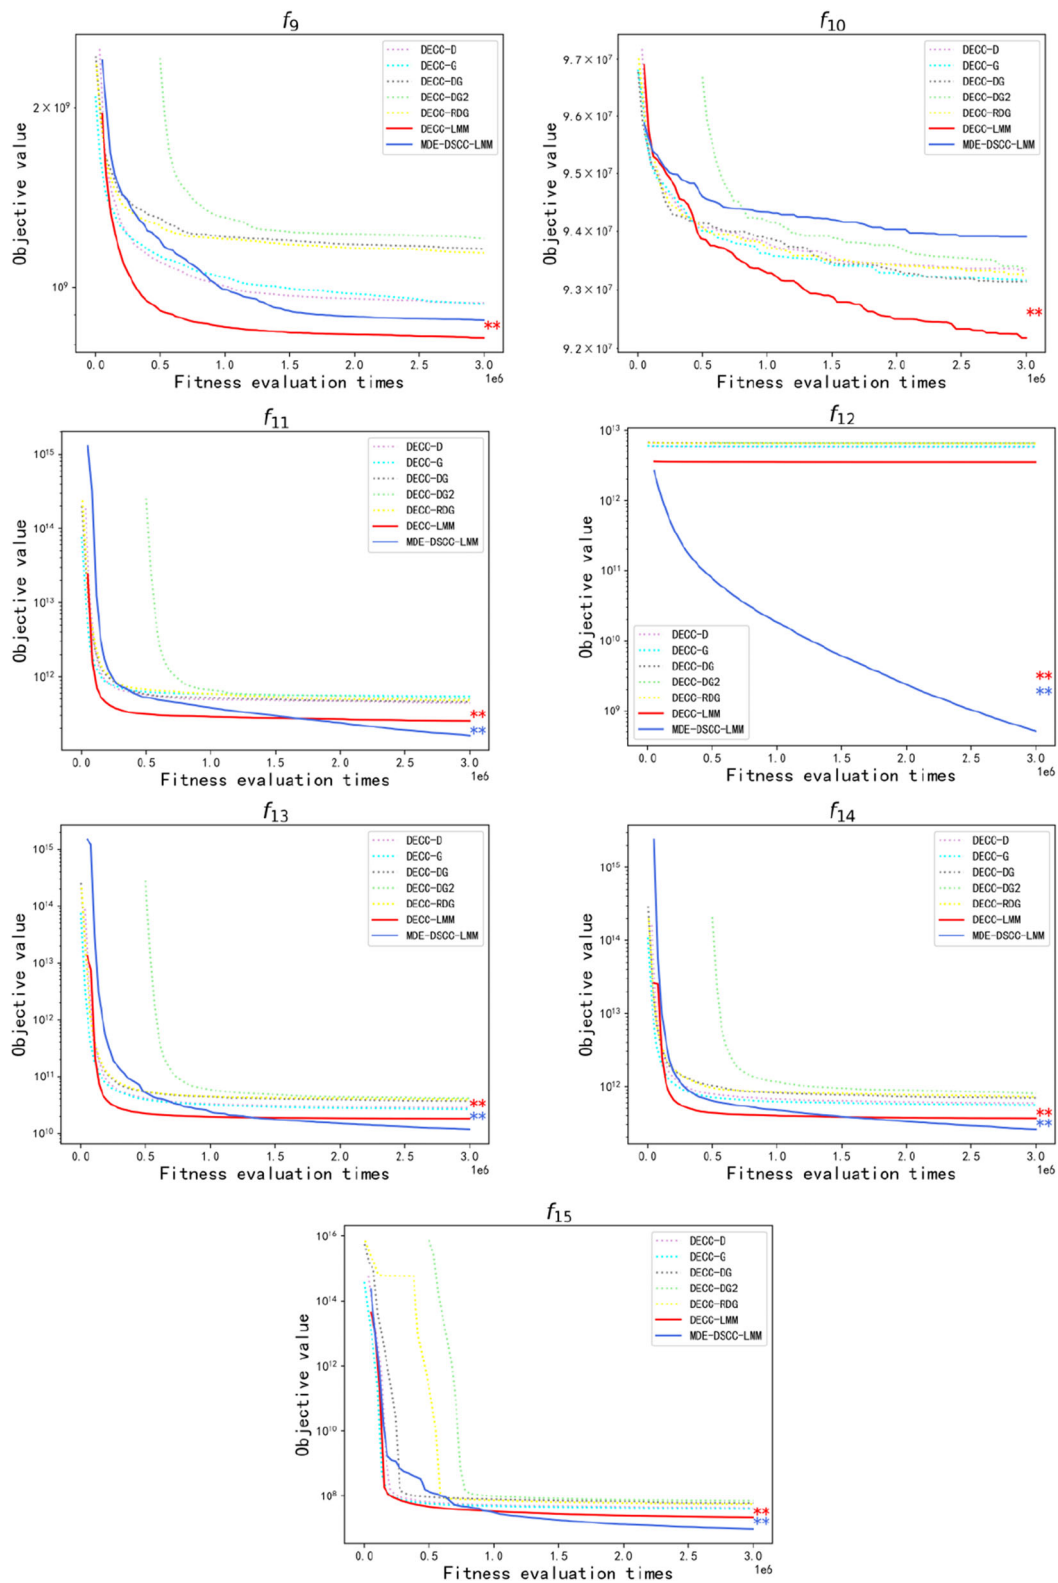 f9
Objective value
2 × 10⁹
10⁹
DECC-D
DECC-G
DECC-DG
DECC-DG2
DECC-RDG
DECC-LMM
MDE-DSCC-LMM
**
0.0 0.5 1.0 1.5 2.0 2.5 3.0
1e6
Fitness evaluation times
f10
Objective value
9.7 × 10⁷
9.6 × 10⁷
9.5 × 10⁷
9.4 × 10⁷
9.3 × 10⁷
9.2 × 10⁷
DECC-D
DECC-G
DECC-DG
DECC-DG2
DECC-RDG
DECC-LMM
MDE-DSCC-LMM
**
0.0 0.5 1.0 1.5 2.0 2.5 3.0
1e6
Fitness evaluation times
f11
Objective value
10¹⁵
10¹⁴
10¹³
10¹²
DECC-D
DECC-G
DECC-DG
DECC-DG2
DECC-RDG
DECC-LMM
MDE-DSCC-LMM
**
**
0.0 0.5 1.0 1.5 2.0 2.5 3.0
1e6
Fitness evaluation times
f12
Objective value
10¹³
10¹²
10¹¹
10¹⁰
10⁹
DECC-D
DECC-G
DECC-DG
DECC-DG2
DECC-RDG
DECC-LMM
MDE-DSCC-LMM
**
**
0.0 0.5 1.0 1.5 2.0 2.5 3.0
1e6
Fitness evaluation times
f13
Objective value
10¹⁵
10¹⁴
10¹³
10¹²
10¹¹
10¹⁰
DECC-D
DECC-G
DECC-DG
DECC-DG2
DECC-RDG
DECC-LMM
MDE-DSCC-LMM
**
**
0.0 0.5 1.0 1.5 2.0 2.5 3.0
1e6
Fitness evaluation times
f14
Objective value
10¹⁵
10¹⁴
10¹³
10¹²
DECC-D
DECC-G
DECC-DG
DECC-DG2
DECC-RDG
DECC-LMM
MDE-DSCC-LMM
**
**
0.0 0.5 1.0 1.5 2.0 2.5 3.0
1e6
Fitness evaluation times
f15
Objective value
10¹⁶
10¹⁴
10¹²
10¹⁰
10⁸
DECC-D
DECC-G
DECC-DG
DECC-DG2
DECC-RDG
DECC-LMM
MDE-DSCC-LMM
**
**
0.0 0.5 1.0 1.5 2.0 2.5 3.0
1e6
Fitness evaluation times